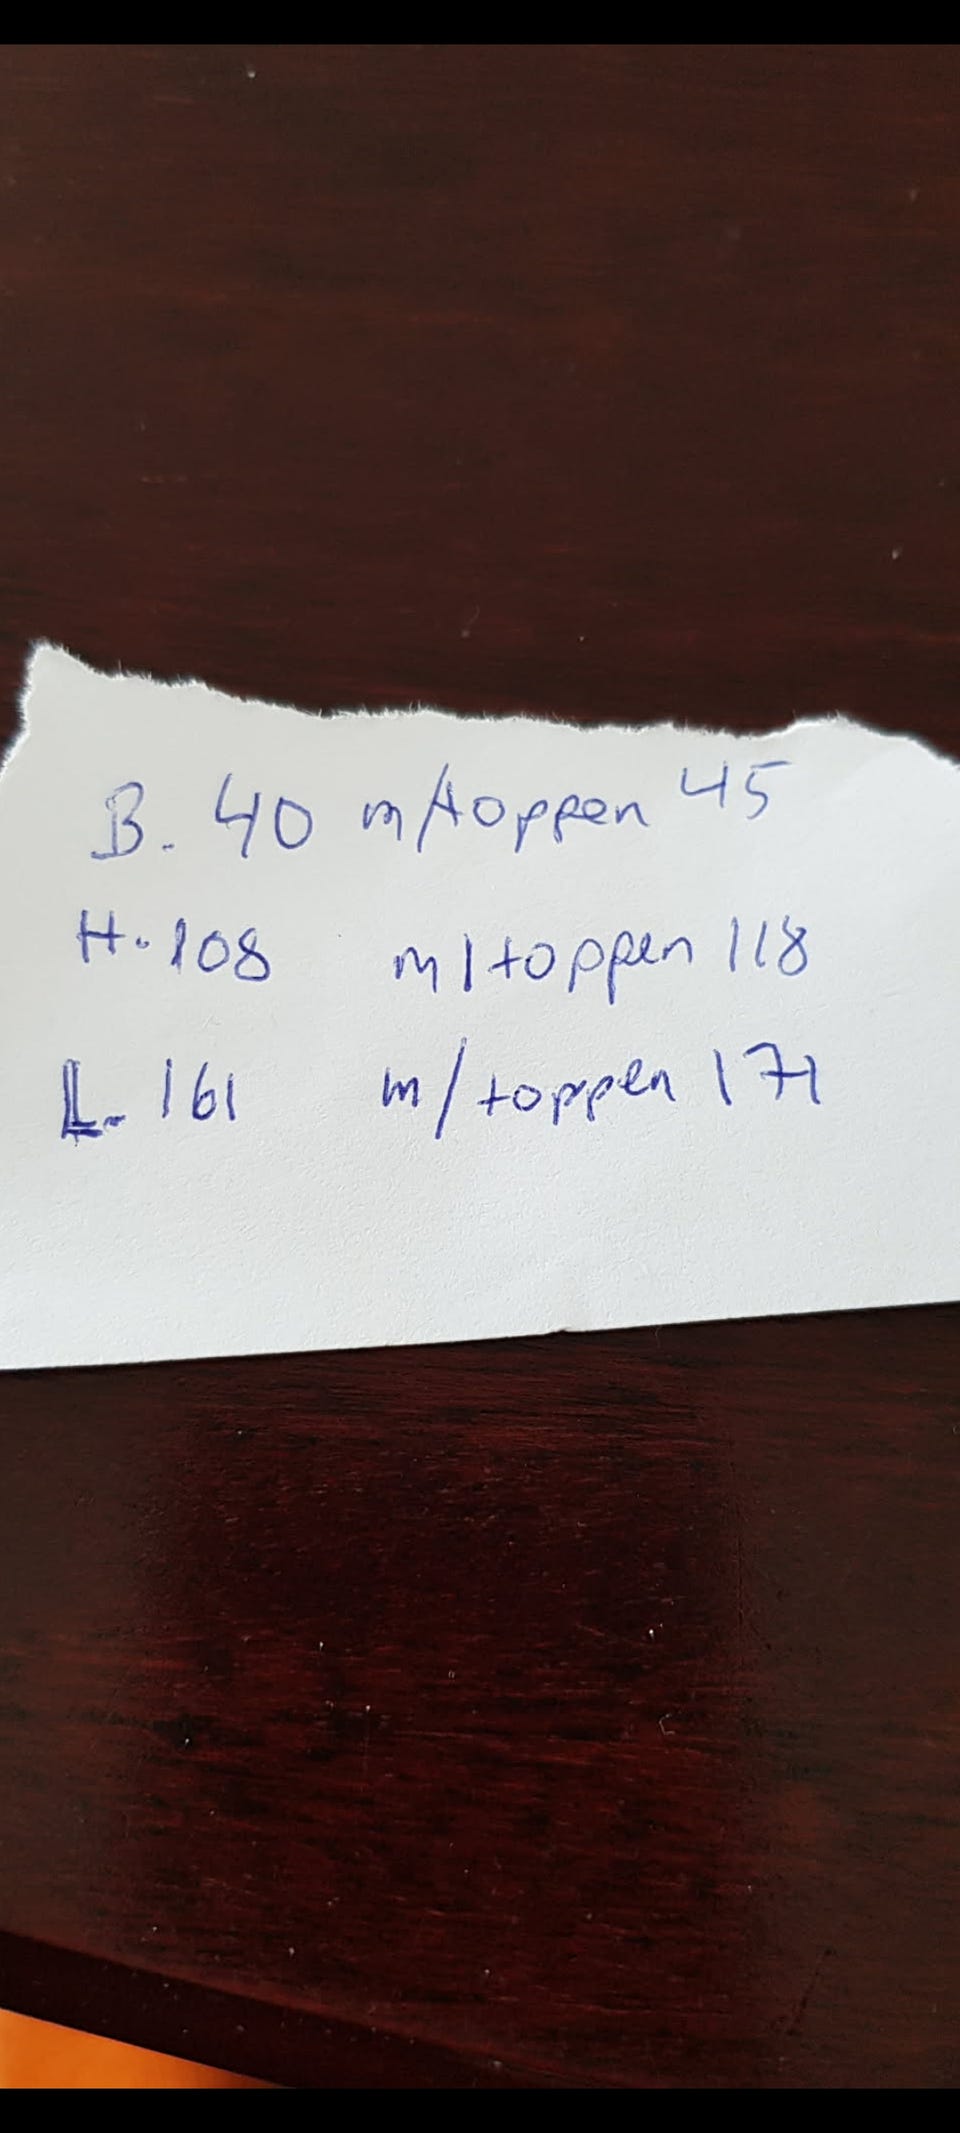 B. 40 m/toppen 45
H. 108 m/toppen 118
L. 161 m/toppen 171